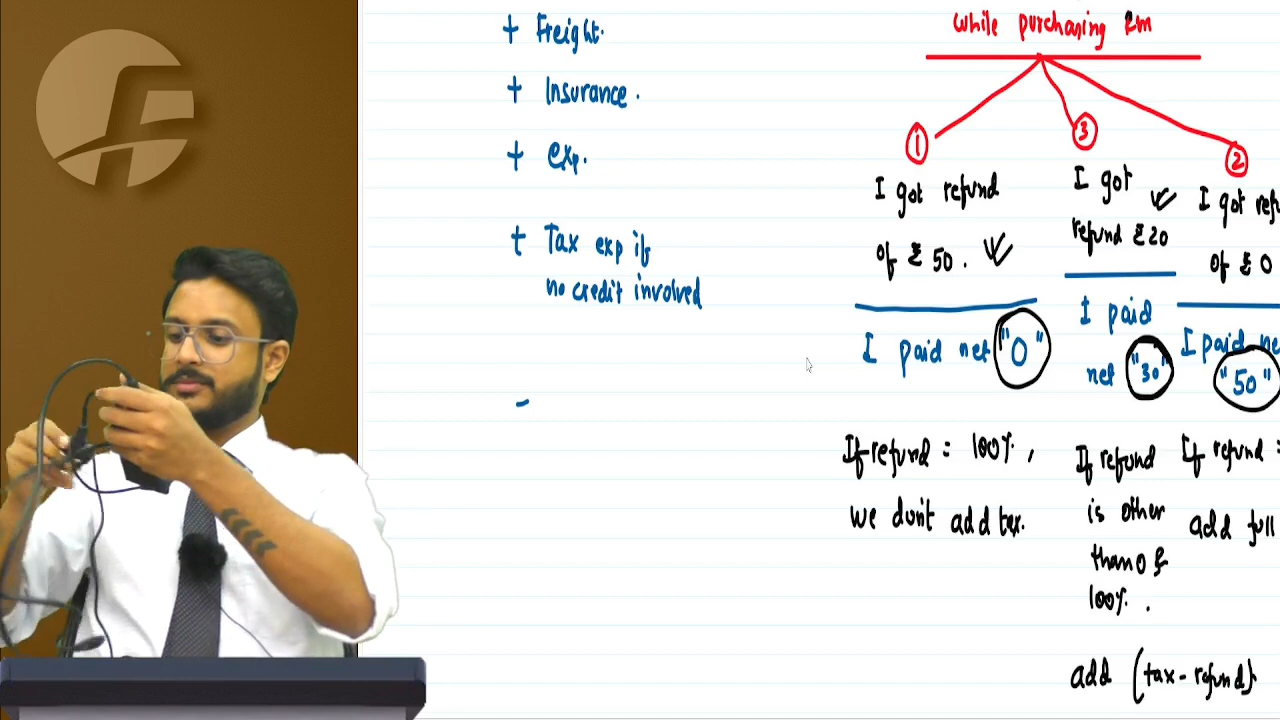 + Freight.
+ Insurance.
+ exp.
+ Tax exp if
no credit involved
-
while purchasing RM
①
I got refund
of ₹ 50.
I paid net "0"
If refund = 100%,
we don't add tax.
③
I got
refund ₹20
I paid
net "30"
If refund
is other
than 0 &
100%.
add (tax-refund)
②
I got
of ₹ 0
I paid
"50"
If refund =
add full